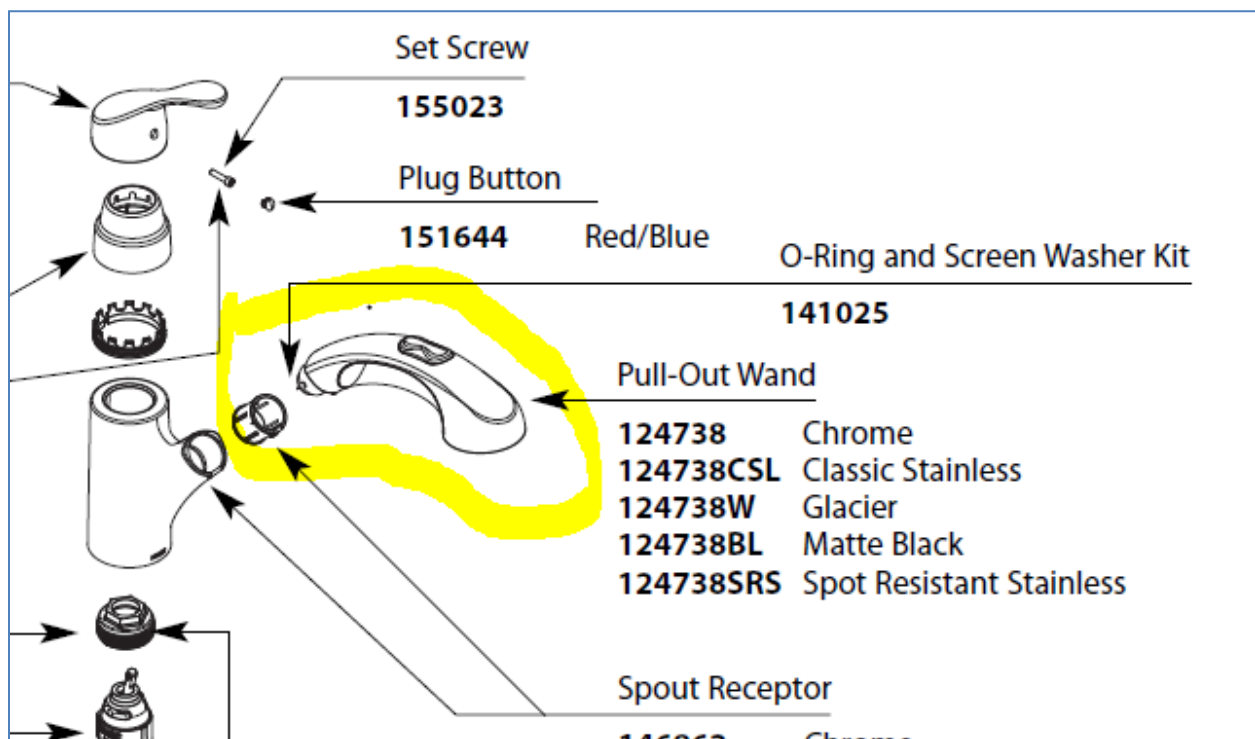 Set Screw
155023
Plug Button
151644 Red/Blue
O-Ring and Screen Washer Kit
141025
Pull-Out Wand
124738 Chrome
124738CSL Classic Stainless
124738W Glacier
124738BL Matte Black
124738SRS Spot Resistant Stainless
Spout Receptor
Chrome